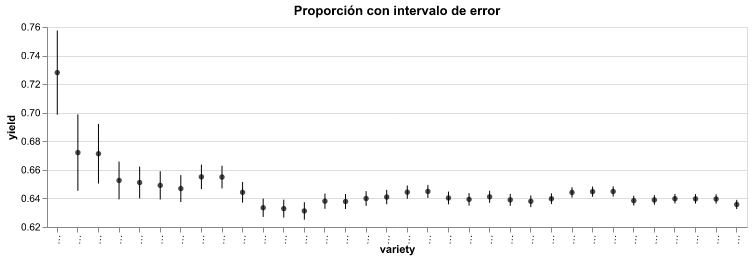 Proporción con intervalo de error
yield
0.76
0.74
0.72
0.70
0.68
0.66
0.64
0.62
… … … … … … … … … … … … … … … … … … … … … … … … … … … … … … … … … …
variety